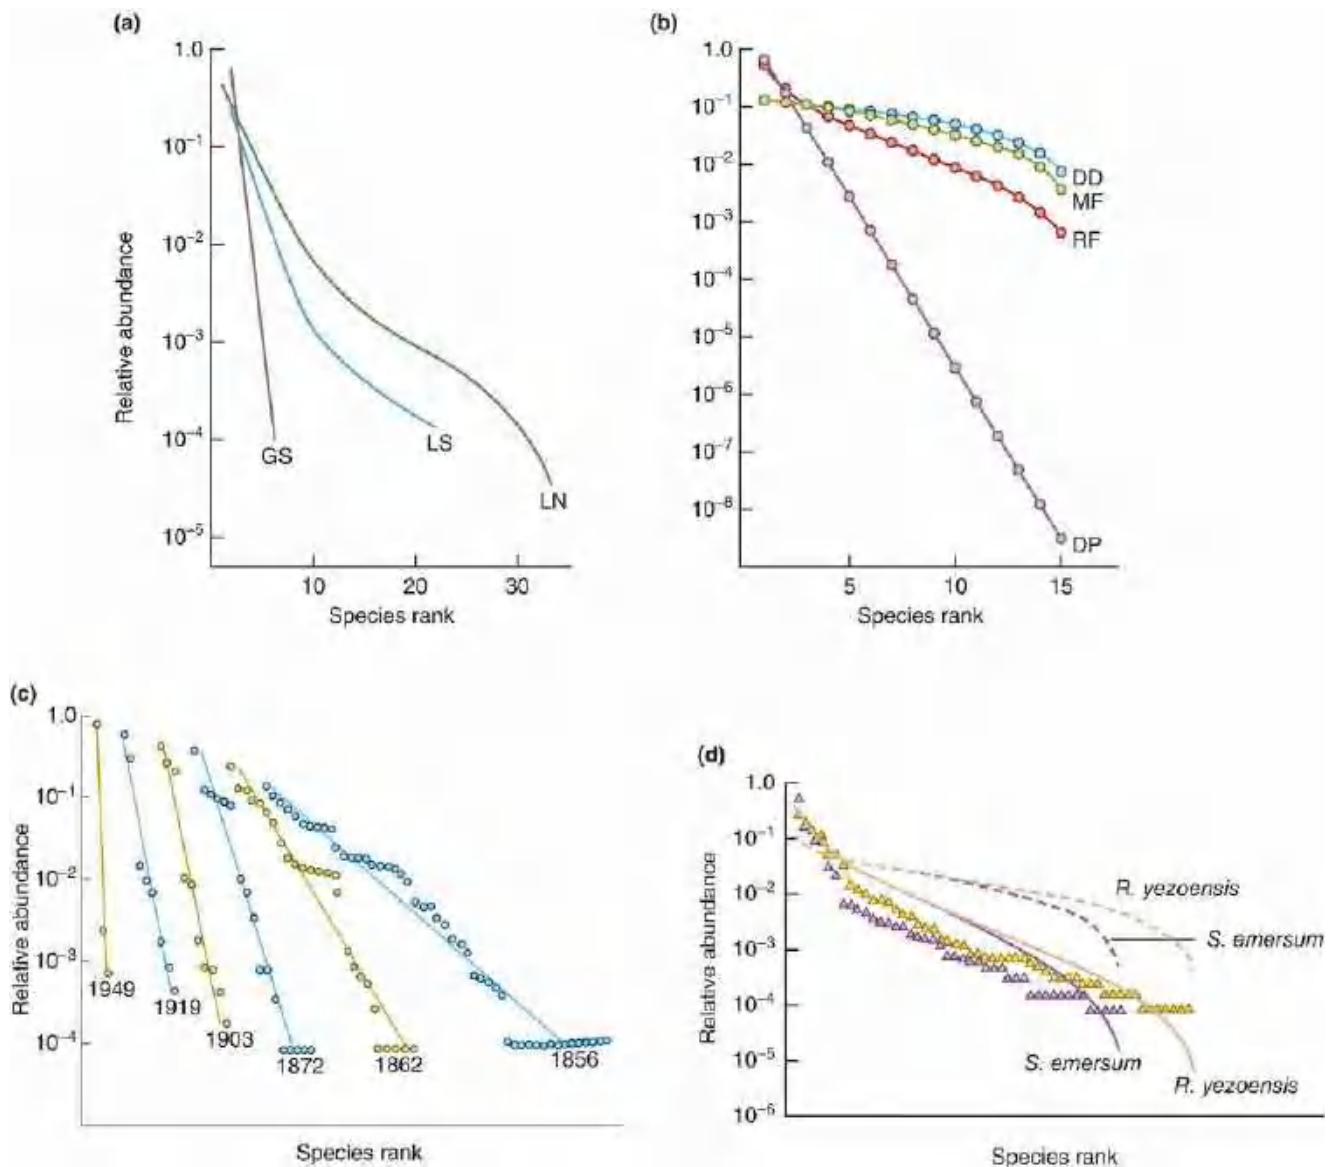 (a)
1.0
10⁻¹
10⁻²
10⁻³
10⁻⁴
10⁻⁵
Relative abundance
GS
LS
LN
10 20 30
Species rank
(b)
1.0
10⁻¹
10⁻²
10⁻³
10⁻⁴
10⁻⁵
10⁻⁶
10⁻⁷
10⁻⁸
Relative abundance
DD
MF
RF
DP
5 10 15
Species rank
(c)
1.0
10⁻¹
10⁻²
10⁻³
10⁻⁴
Relative abundance
1949
1919
1903
1872
1862
1856
Species rank
(d)
1.0
10⁻¹
10⁻²
10⁻³
10⁻⁴
10⁻⁵
10⁻⁶
Relative abundance
R. yezoensis
S. emersum
S. emersum
R. yezoensis
Species rank